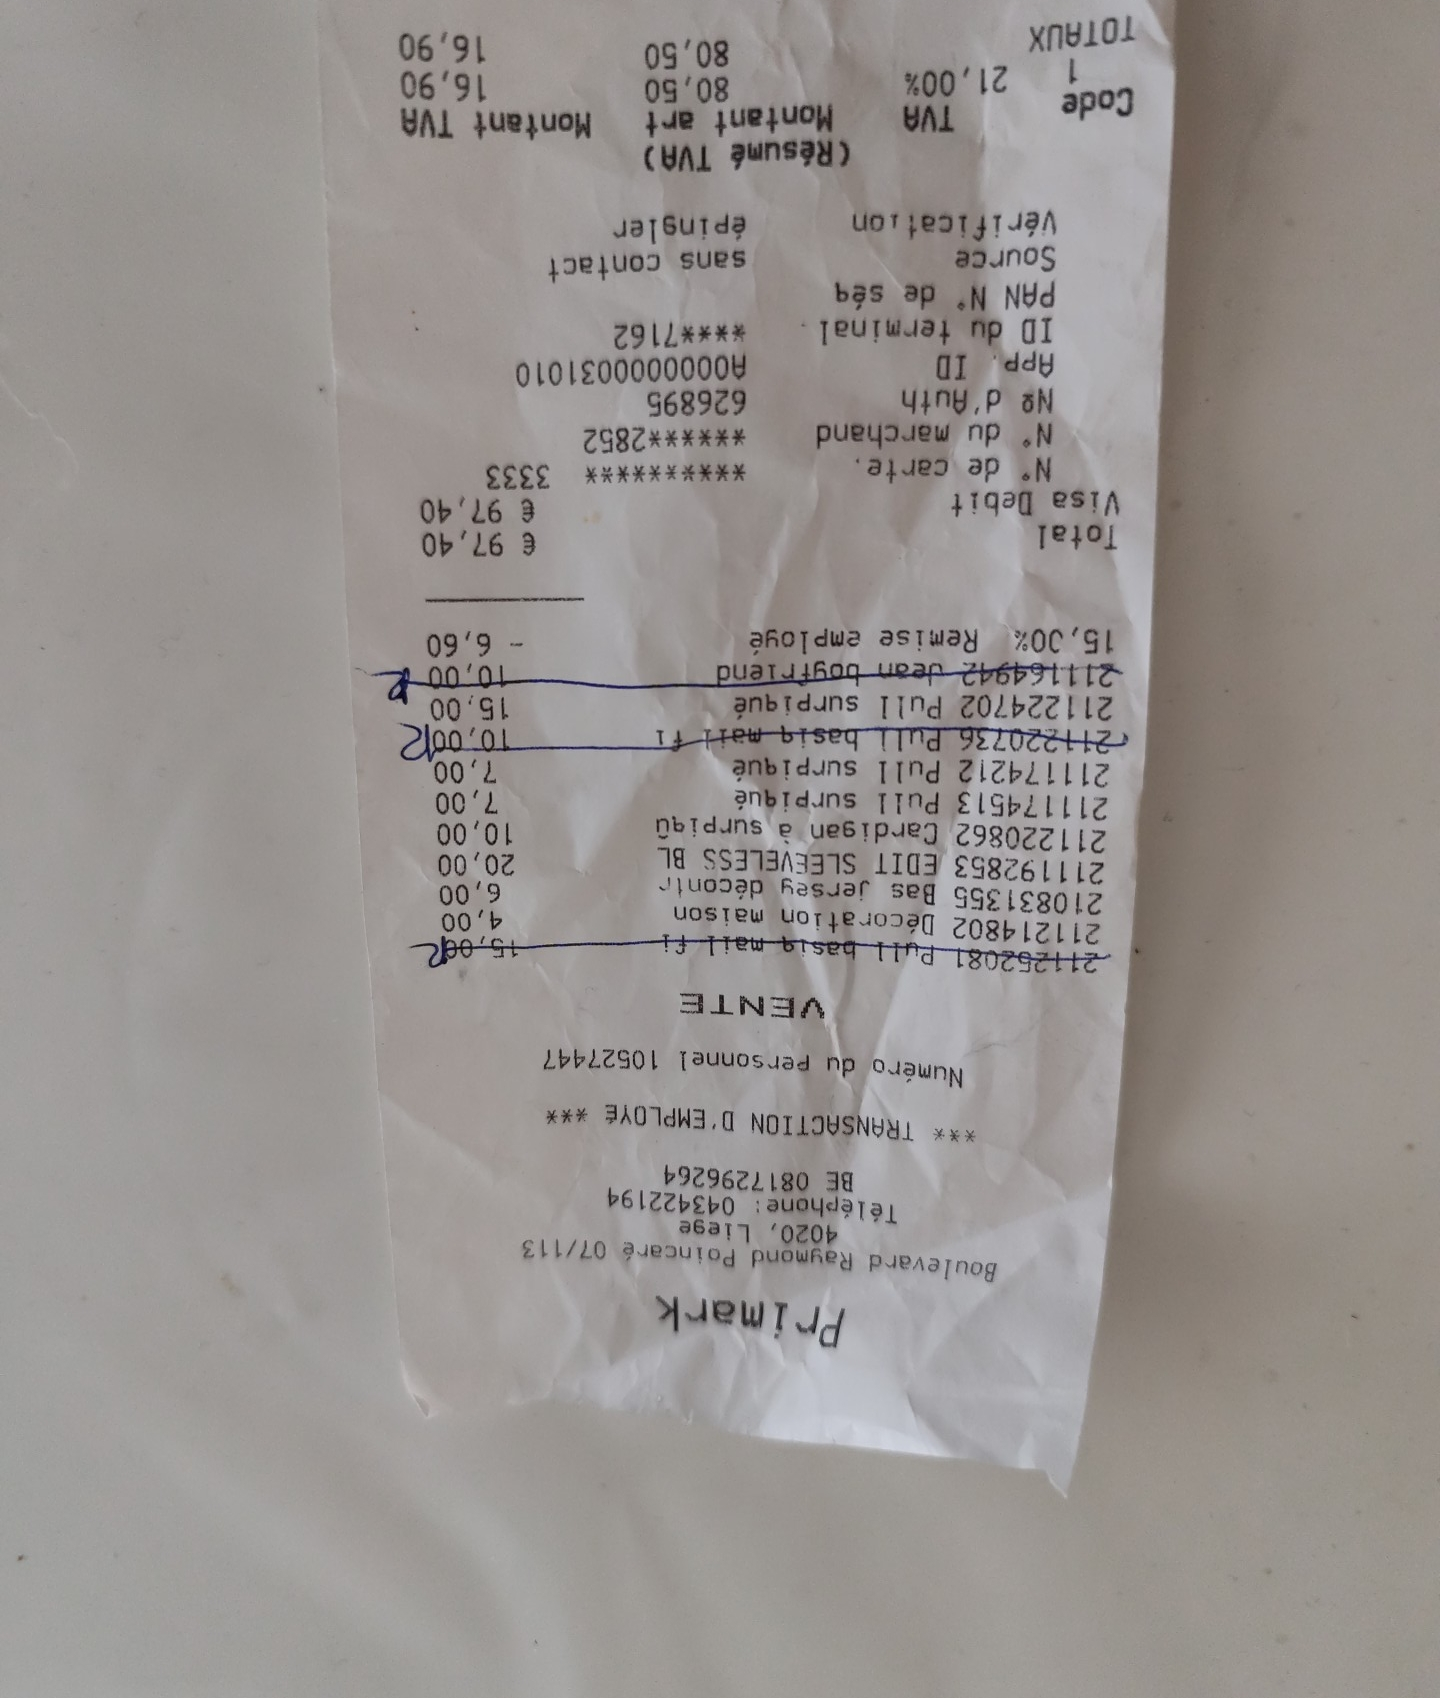 Primark
Boulevard Raymond Poincaré 07/113
4020, Liege
Téléphone: 043422194
BE 0817296264
*** TRANSACTION D'EMPLOYÉ ***
Numéro du Personnel 10527447
VENTE
211252081 Pull basiq mail fi 15,00 R
211214802 Décoration maison 4,00
210831355 Bas jersey décontr 6,00
211192853 EDIT SLEEVELESS BL 20,00
211220862 Cardigan à surpiqû 10,00
211174513 Pull surpiqué 7,00
211174212 Pull surpiqué 7,00
211220736 Pull basiq mail fi 10,00 R
211224702 Pull surpiqué 15,00
211164942 Jean boyfriend 10,00 R
15,00% Remise employé - 6,60
Total € 97,40
Visa Debit € 97,40
N° de carte. ************ 3333
N° du marchand *******2852
Nº d'Auth 626895
App. ID A0000000031010
ID du terminal. ****7162
PAN N° de séq
Source sans contact
Vérification épingler
(Résumé TVA)
Code TVA Montant art Montant TVA
1 21,00% 80,50 16,90
TOTAUX 80,50 16,90